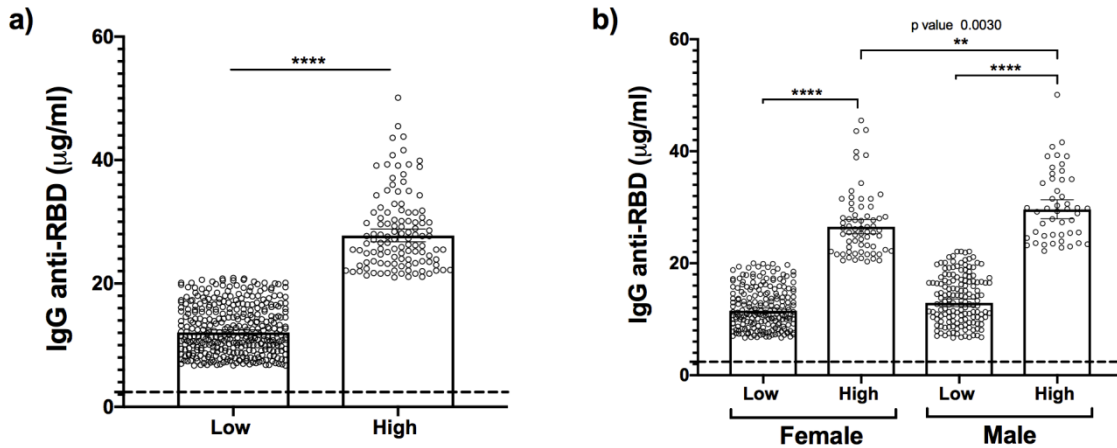 a)
IgG anti-RBD (µg/ml)
60
40
20
0
****
Low High
b)
IgG anti-RBD (µg/ml)
60
40
20
0
p value 0.0030
**
****
****
Low High Low High
Female Male